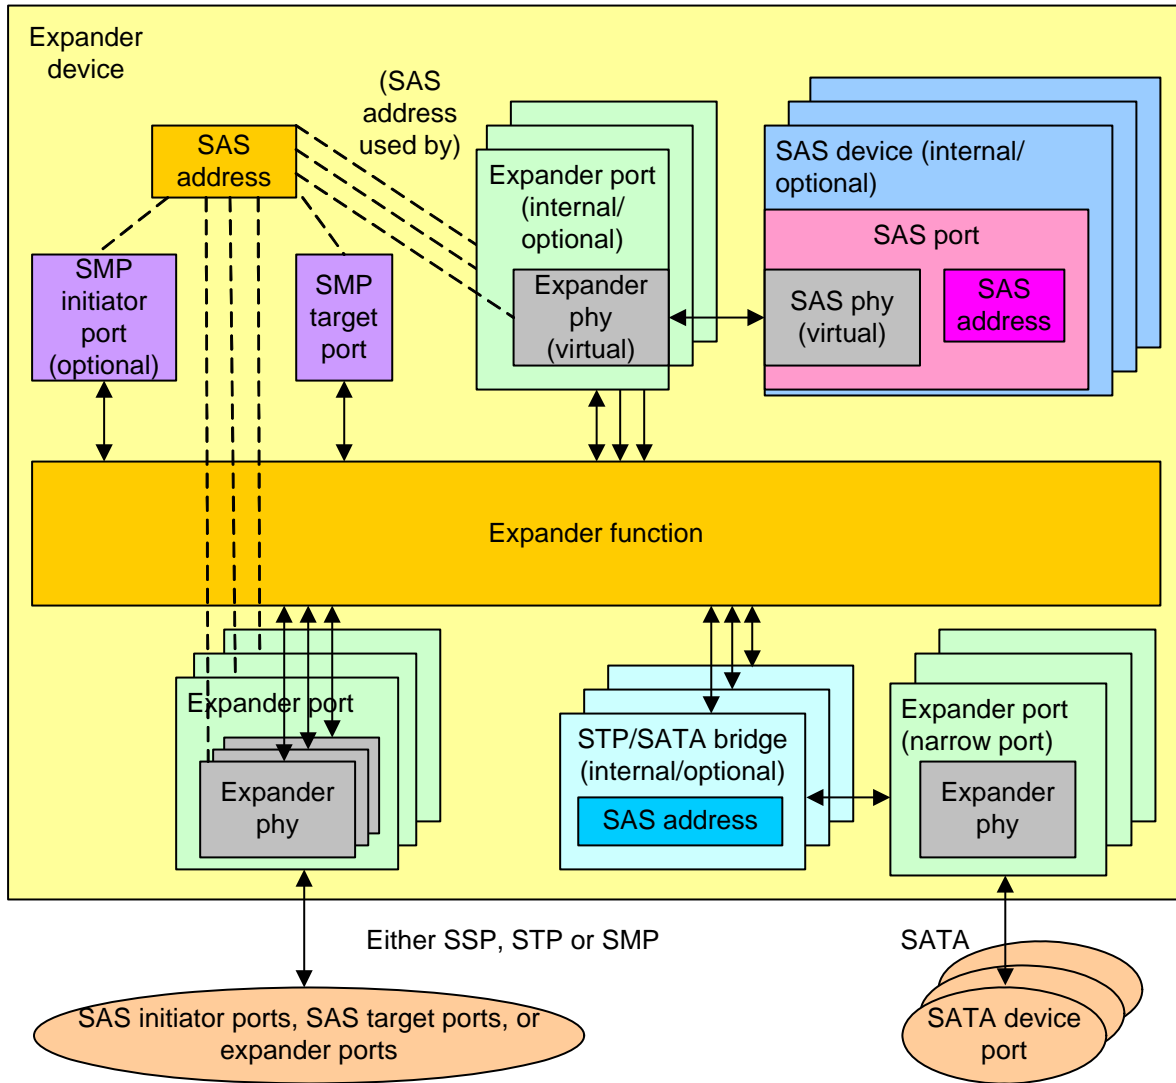 Expander
device
(SAS
address
used by)
SAS
address
Expander port
(internal/
optional)
SAS device (internal/
optional)
SAS port
SMP
initiator
port
(optional)
SMP
target
port
Expander
phy
(virtual)
SAS phy
(virtual)
SAS
address
Expander function
Expander port
Expander
phy
STP/SATA bridge
(internal/optional)
SAS address
Expander port
(narrow port)
Expander
phy
Either SSP, STP or SMP
SATA
SAS initiator ports, SAS target ports, or
expander ports
SATA device
port